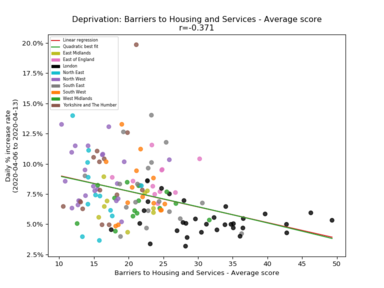 Deprivation: Barriers to Housing and Services - Average score
r=-0.371
Linear regression
Quadratic best fit
East Midlands
East of England
London
North East
North West
South East
South West
West Midlands
Yorkshire and The Humber
Daily % increase rate
(2020-04-06 to 2020-04-13)
20.0%
17.5%
15.0%
12.5%
10.0%
7.5%
5.0%
2.5%
10 15 20 25 30 35 40 45 50
Barriers to Housing and Services - Average score